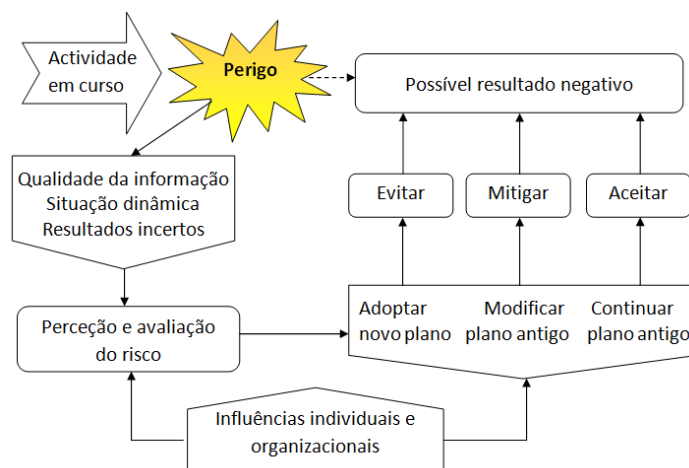 Actividade
em curso
Perigo
Possível resultado negativo
Qualidade da informação
Situação dinâmica
Resultados incertos
Evitar
Mitigar
Aceitar
Perceção e avaliação
do risco
Adoptar
novo plano
Modificar
plano antigo
Continuar
plano antigo
Influências individuais e
organizacionais